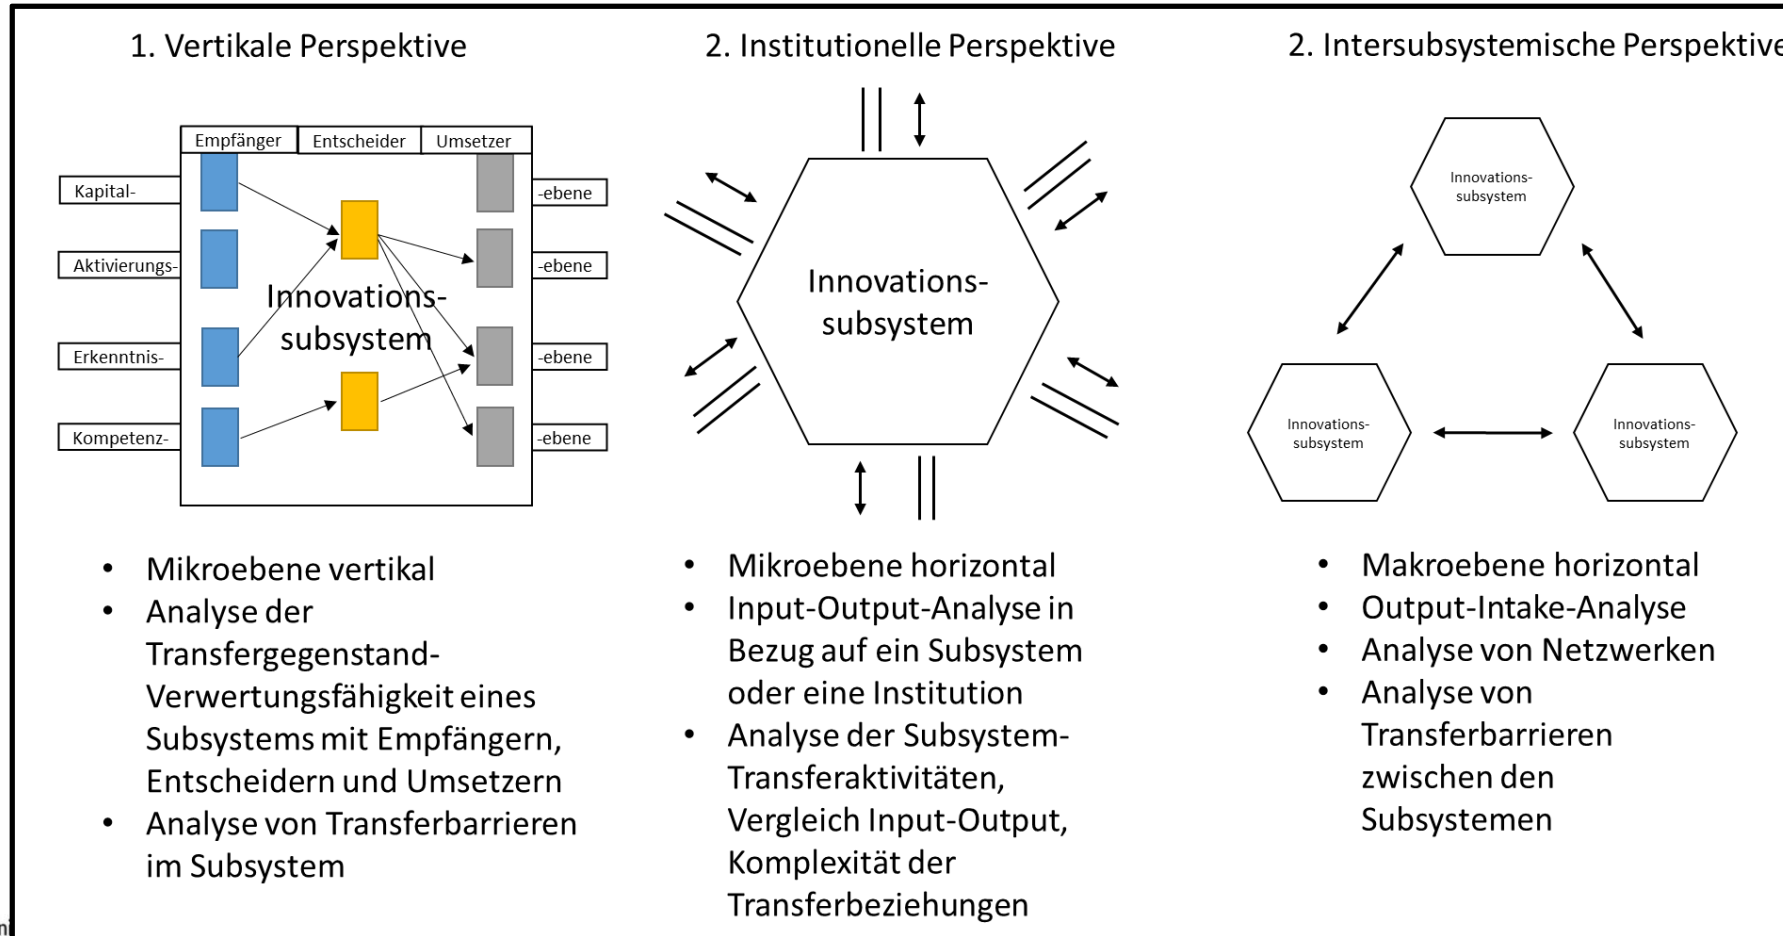 1. Vertikale Perspektive
Empfänger
Entscheider
Umsetzer
Kapital-
-ebene
Aktivierungs-
-ebene
Innovations-
subsystem
Erkenntnis-
-ebene
Kompetenz-
-ebene
• Mikroebene vertikal
• Analyse der
Transfergegenstand-
Verwertungsfähigkeit eines
Subsystems mit Empfängern,
Entscheidern und Umsetzern
• Analyse von Transferbarrieren
im Subsystem
2. Institutionelle Perspektive
Innovations-
subsystem
• Mikroebene horizontal
• Input-Output-Analyse in
Bezug auf ein Subsystem
oder eine Institution
• Analyse der Subsystem-
Transferaktivitäten,
Vergleich Input-Output,
Komplexität der
Transferbeziehungen
2. Intersubsystemische Perspektive
Innovations-
subsystem
Innovations-
subsystem
Innovations-
subsystem
• Makroebene horizontal
• Output-Intake-Analyse
• Analyse von Netzwerken
• Analyse von
Transferbarrieren
zwischen den
Subsystemen